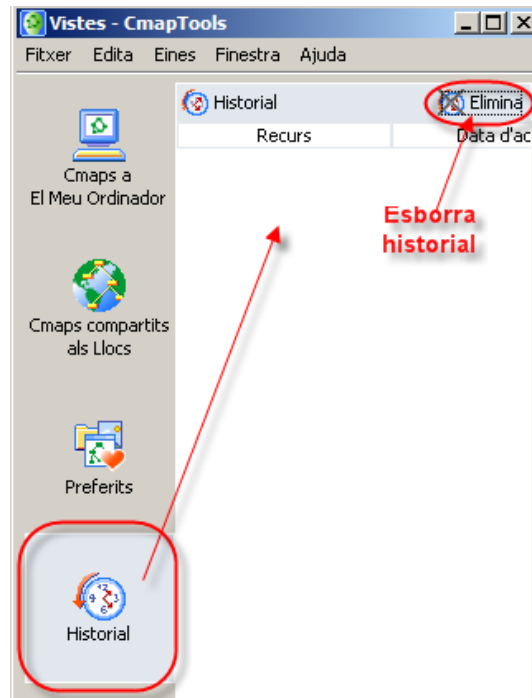 Vistes - CmapTools
Fitxer Edita Eines Finestra Ajuda
Historial Elimina
Recurs Data d'ac
Cmaps a
El Meu Ordinador
Esborra
historial
Cmaps compartits
als Llocs
Preferits
Historial